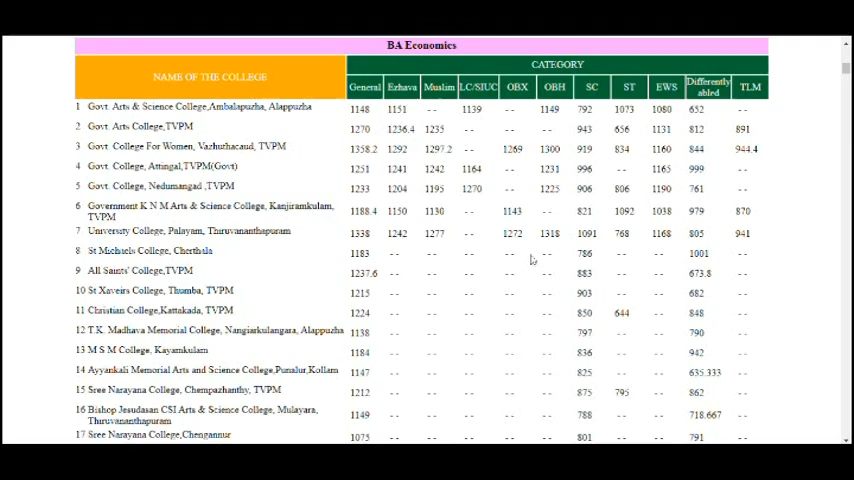 BA Economics
NAME OF THE COLLEGE CATEGORY
General Ezhava Muslim LC/SIUC OBX OBH SC ST EWS Differently abled TLM
1 Govt. Arts & Science College,Ambalapuzha, Alappuzha 1148 1151 -- 1139 -- 1149 792 1073 1080 652 --
2 Govt. Arts College,TVPM 1270 1236.4 1235 -- -- -- 943 656 1131 812 891
3 Govt. College For Women, Vazhuthacaud, TVPM 1358.2 1292 1297.2 -- 1269 1300 919 834 1160 844 944.4
4 Govt. College, Attingal,TVPM(Govt) 1251 1241 1242 1164 -- 1231 996 -- 1165 999 --
5 Govt. College, Nedumangad ,TVPM 1233 1204 1195 1270 -- 1225 906 806 1190 761 --
6 Government K N M Arts & Science College, Kanjiramkulam, TVPM 1188.4 1150 1130 -- 1143 -- 821 1092 1038 979 870
7 University College, Palayam, Thiruvananthapuram 1338 1242 1277 -- 1272 1318 1091 768 1168 805 941
8 St Michaels College, Cherthala 1183 -- -- -- -- -- 786 -- -- 1001 --
9 All Saints' College,TVPM 1237.6 -- -- -- -- -- 883 -- -- 673.8 --
10 St Xaveirs College, Thumba, TVPM 1215 -- -- -- -- -- 903 -- -- 682 --
11 Christian College,Kattakada, TVPM 1224 -- -- -- -- -- 850 644 -- 848 --
12 T.K. Madhava Memorial College, Nangiarkulangara, Alappuzha 1138 -- -- -- -- -- 797 -- -- 790 --
13 M S M College, Kayamkulam 1184 -- -- -- -- -- 836 -- -- 942 --
14 Ayyankali Memorial Arts and Science College,Punalur,Kollam 1147 -- -- -- -- -- 825 -- -- 635.333 --
15 Sree Narayana College, Chempazhanthy, TVPM 1212 -- -- -- -- -- 875 795 -- 862 --
16 Bishop Jesudasan CSI Arts & Science College, Mulayara, Thiruvananthapuram 1149 -- -- -- -- -- 788 -- -- 718.667 --
17 Sree Narayana College,Chengannur 1075 -- -- -- -- -- 801 -- -- 791 --